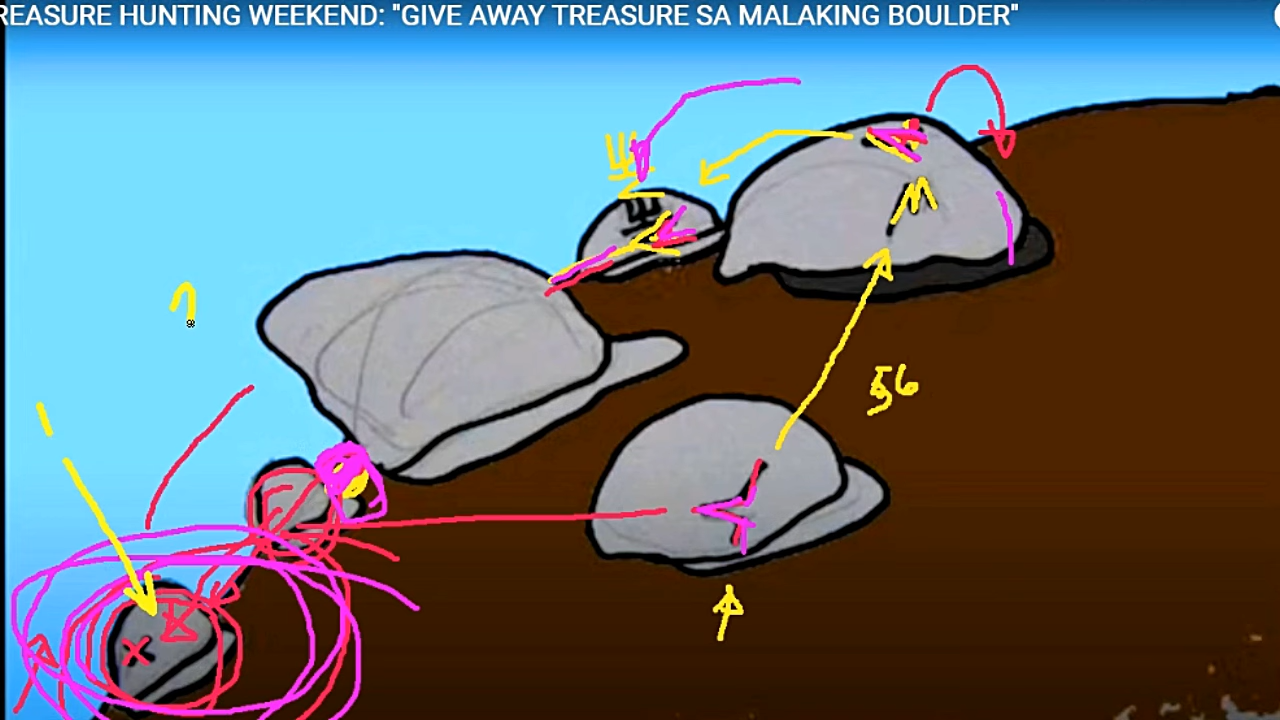 REASURE HUNTING WEEKEND: "GIVE AWAY TREASURE SA MALAKING BOULDER"
56
X